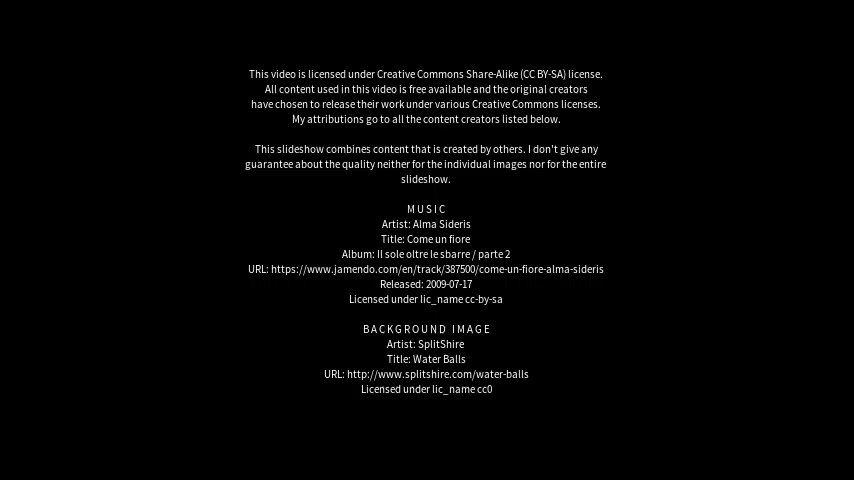 This video is licensed under Creative Commons Share-Alike (CC BY-SA) license.
All content used in this video is free available and the original creators
have chosen to release their work under various Creative Commons licenses.
My attributions go to all the content creators listed below.
This slideshow combines content that is created by others. I don't give any
guarantee about the quality neither for the individual images nor for the entire
slideshow.
MUSIC
Artist: Alma Sideris
Title: Come un fiore
Album: Il sole oltre le sbarre / parte 2
URL: https://www.jamendo.com/en/track/387500/come-un-fiore-alma-sideris
Released: 2009-07-17
Licensed under lic_name cc-by-sa
BACKGROUND IMAGE
Artist: SplitShire
Title: Water Balls
URL: http://www.splitshire.com/water-balls
Licensed under lic_name cc0